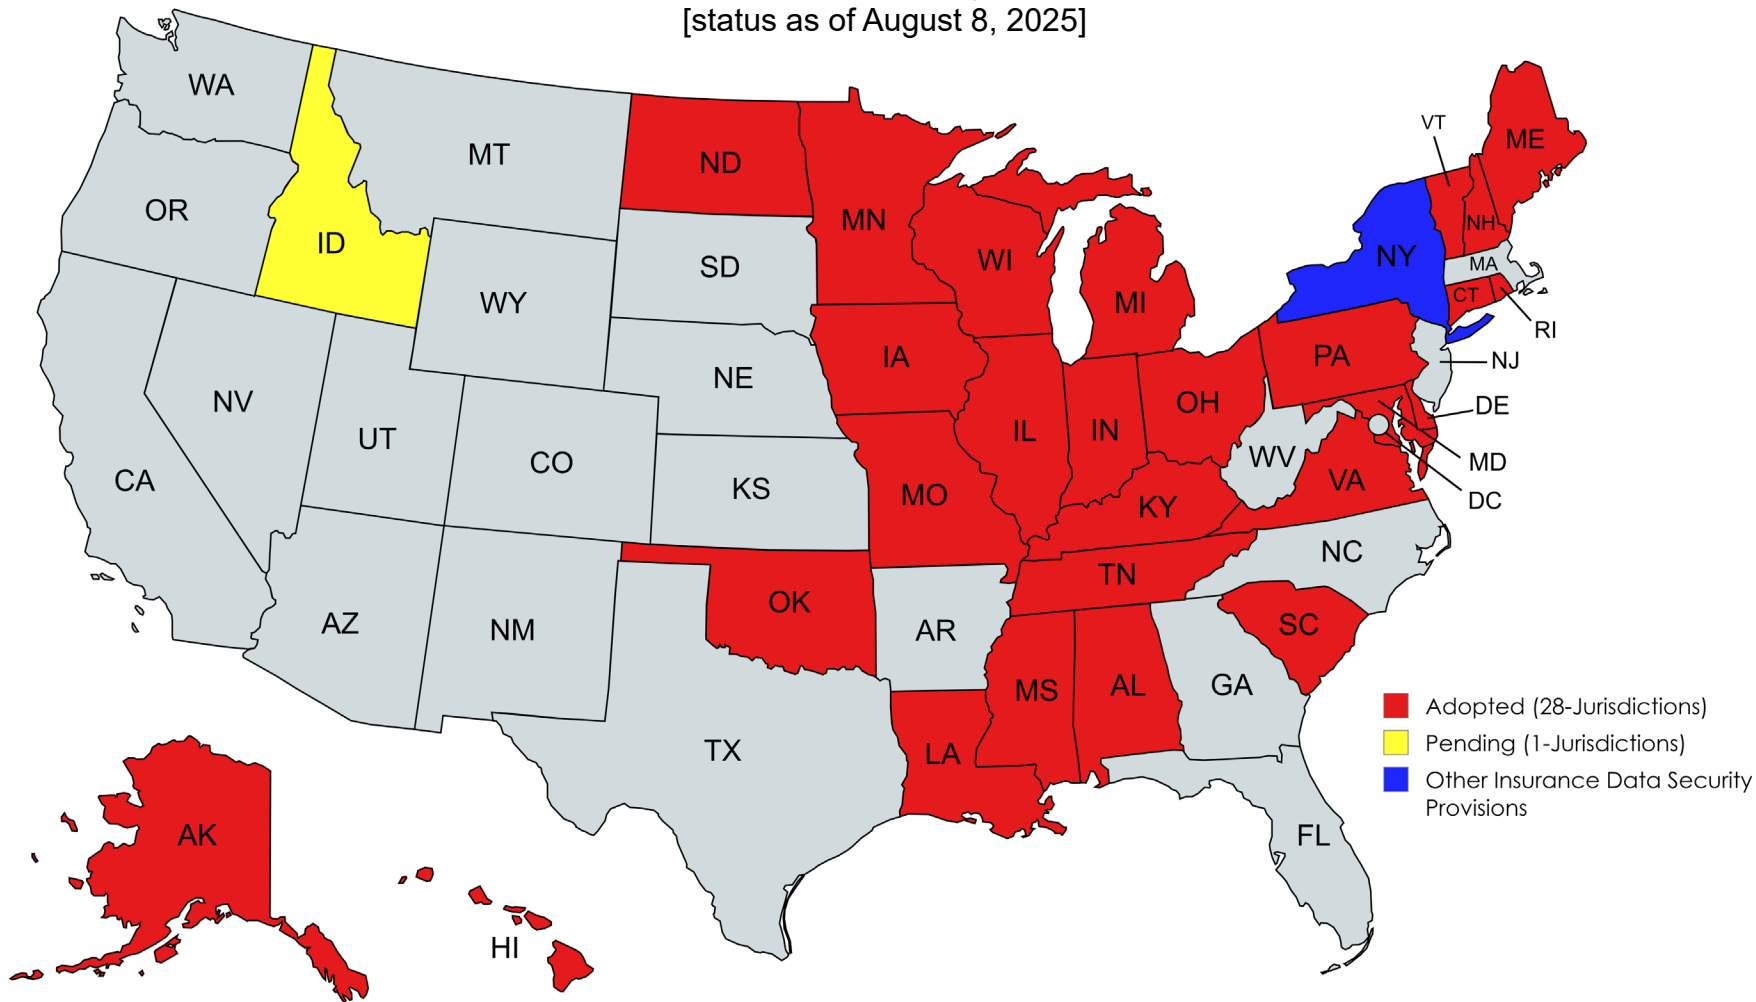 [status as of August 8, 2025]
WA
MT
ND
MN
VT
ME
OR
ID
SD
WI
MI
NY
NH
MA
CT
RI
WY
IA
PA
NJ
NE
NV
UT
CO
IL
IN
OH
DE
CA
KS
MO
WV
VA
MD
DC
KY
NC
TN
AZ
NM
OK
AR
SC
MS
AL
GA
TX
LA
FL
AK
HI
Adopted (28-Jurisdictions)
Pending (1-Jurisdictions)
Other Insurance Data Security
Provisions